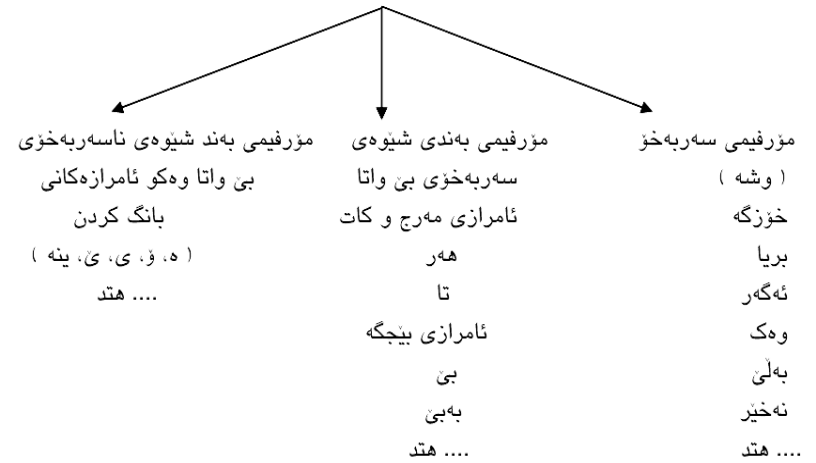 مۆرفیمی سەربەخۆ
( وشە )
خۆزگە
بریا
ئەگەر
وەک
بەڵێ
نەخێر
.... هتد
مۆرفیمی بەندی شێوەی
سەربەخۆی بێ واتا
ئامرازی مەرج و کات
هەر
تا
ئامرازی بێجگە
بێ
بەبێ
.... هتد
مۆرفیمی بەند شێوەی ناسەربەخۆی
بێ واتا وەکو ئامرازەکانی
بانگ کردن
( ە، ۆ، ی، ێ، ینە )
.... هتد